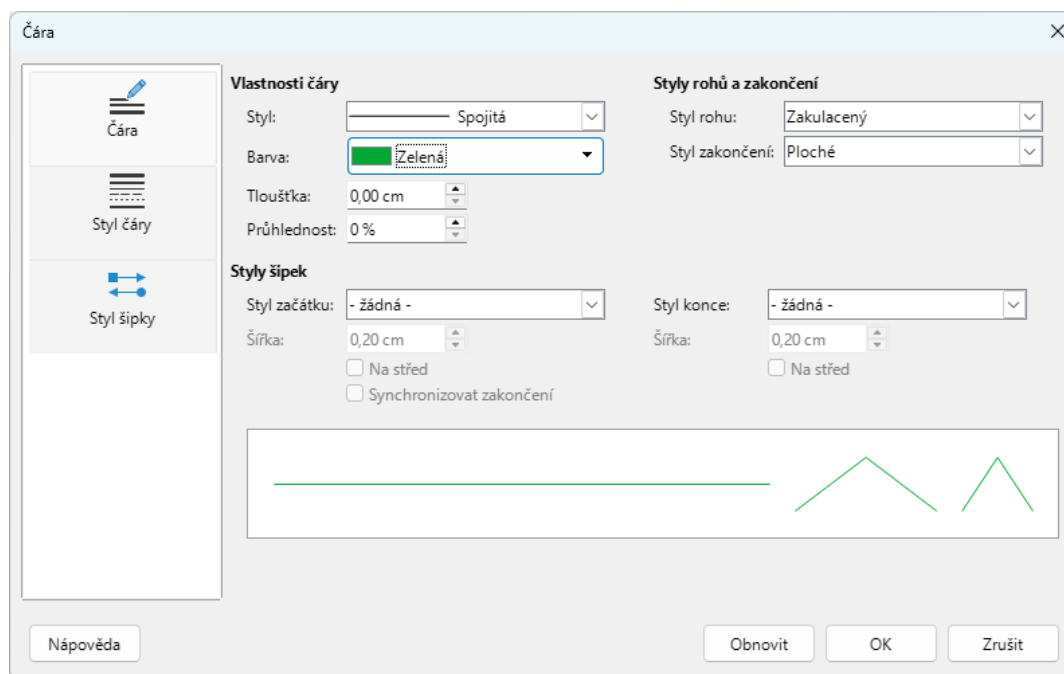 Čára
Čára
Styl čáry
Styl šipky
Vlastnosti čáry
Styl: Spojitá
Barva: Zelená
Tloušťka: 0,00 cm
Průhlednost: 0 %
Styly rohů a zakončení
Styl rohu: Zakulacený
Styl zakončení: Ploché
Styly šipek
Styl začátku: - žádná -
Šířka: 0,20 cm
Na střed
Synchronizovat zakončení
Styl konce: - žádná -
Šířka: 0,20 cm
Na střed
Nápověda
Obnovit
OK
Zrušit